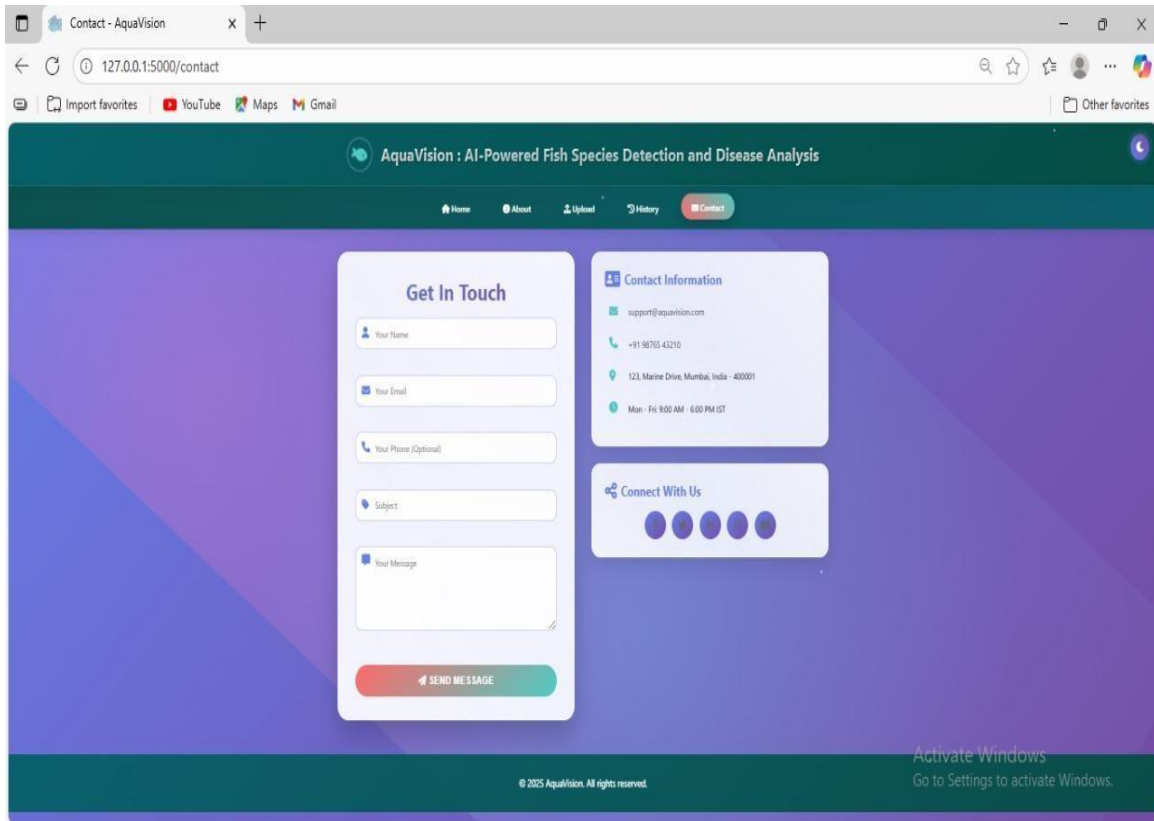 Contact - AquaVision
127.0.0.1:5000/contact
Import favorites YouTube Maps Gmail Other favorites
AquaVision : AI-Powered Fish Species Detection and Disease Analysis
Home About Upload History Contact
Get In Touch
Your Name
Your Email
Your Phone (Optional)
Subject
Your Message
SEND MESSAGE
Contact Information
support@aquavision.com
+91 98765 43210
123, Marine Drive, Mumbai, India - 400001
Mon - Fri: 9:00 AM - 6:00 PM IST
Connect With Us
Activate Windows
Go to Settings to activate Windows.
© 2025 AquaVision. All rights reserved.